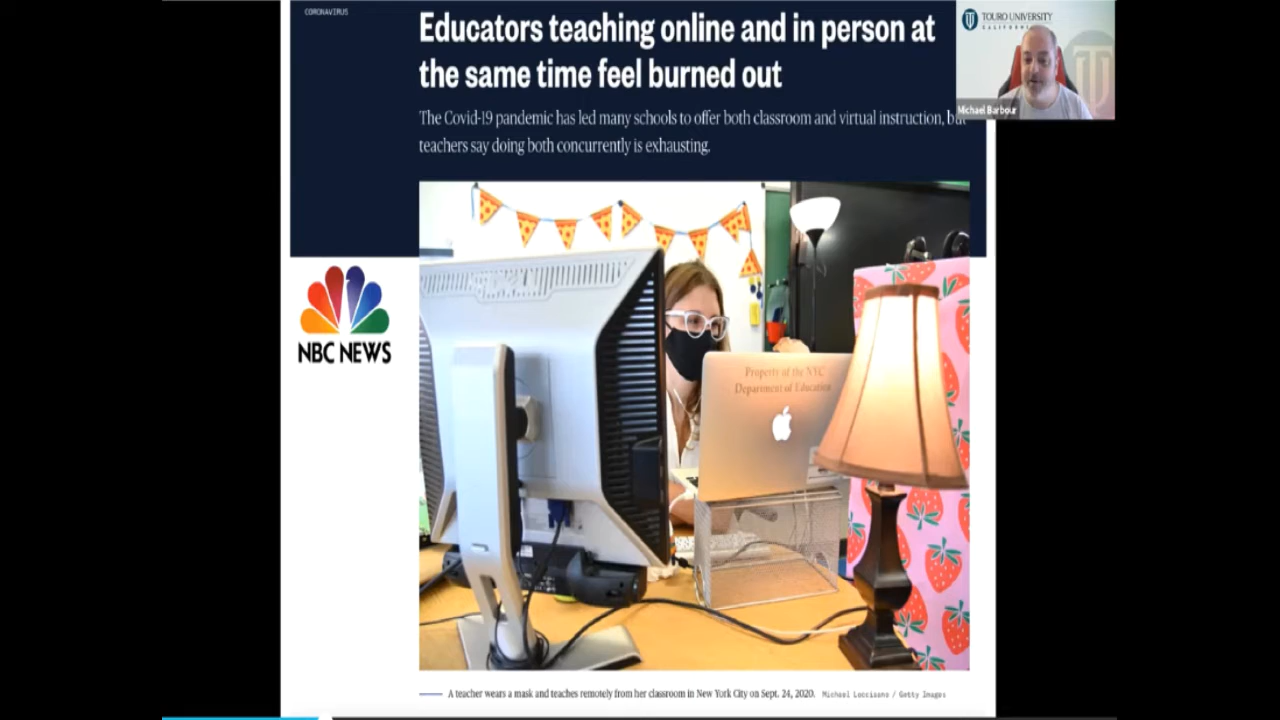 CORONAVIRUS
Educators teaching online and in person at
the same time feel burned out
The Covid-19 pandemic has led many schools to offer both classroom and virtual instruction,
teachers say doing both concurrently is exhausting.
TOURO UNIVERSITY
CALIFORNIA
Michael Barbour
NBC NEWS
Property of the NYC
Department of Education
A teacher wears a mask and teaches remotely from her classroom in New York City on Sept. 24, 2020. Michael Loccisano / Getty Images